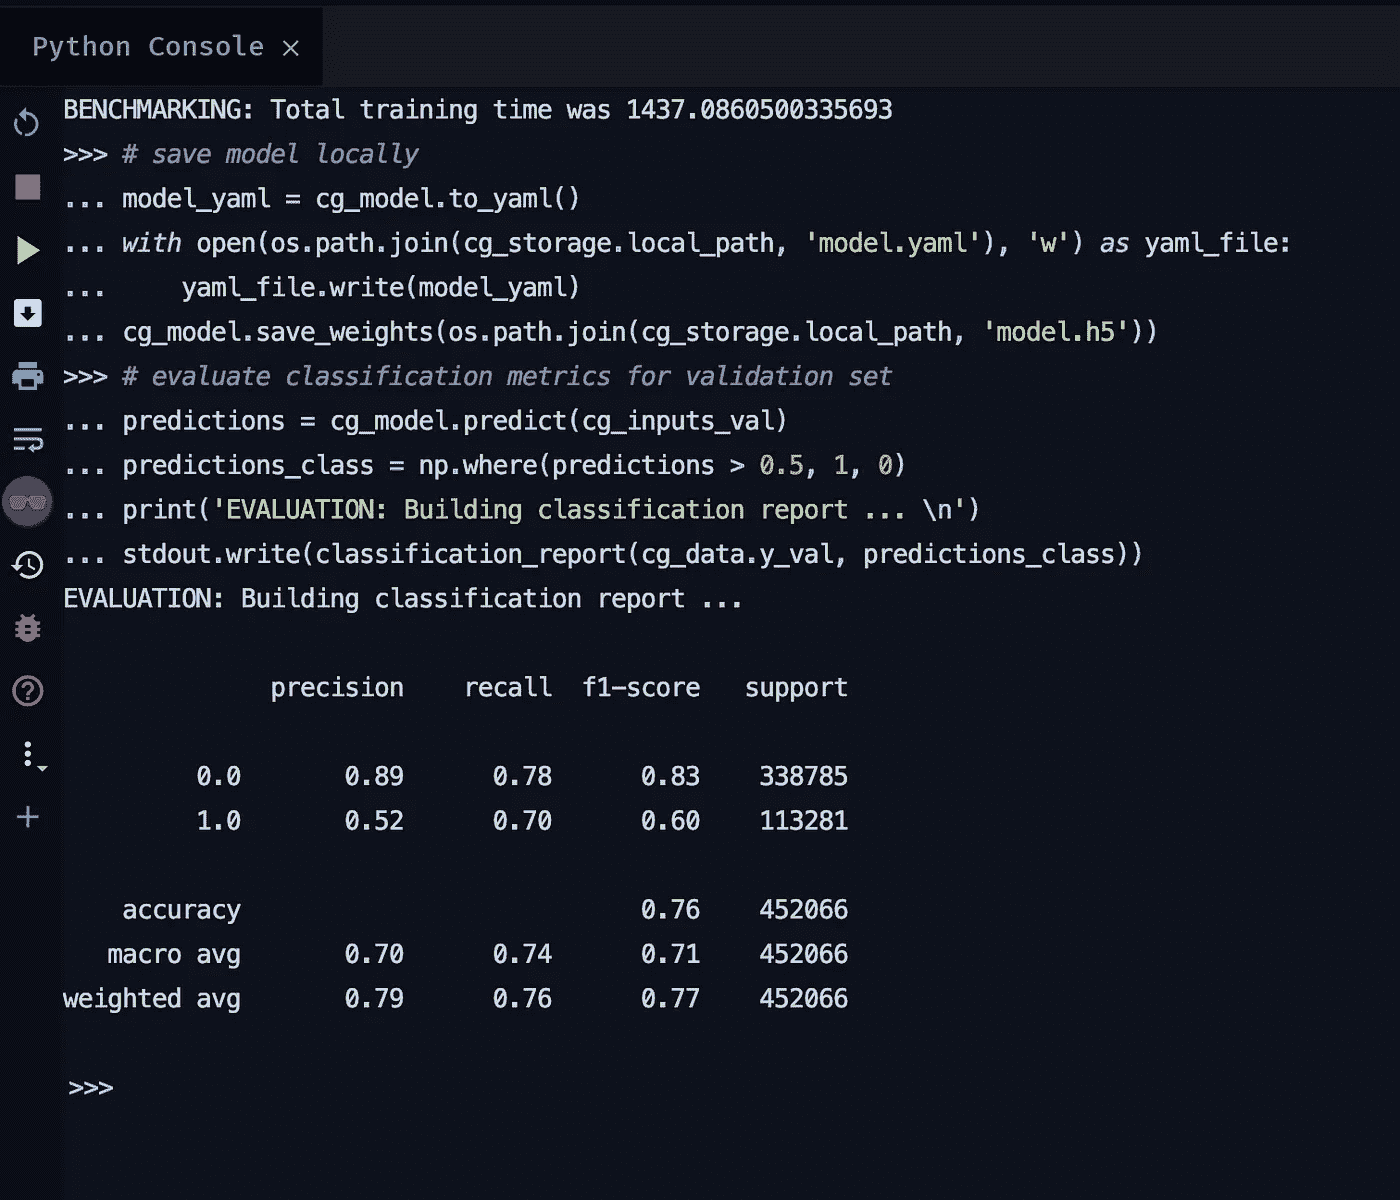 Python Console ×
BENCHMARKING: Total training time was 1437.0860500335693
>>> # save model locally
... model_yaml = cg_model.to_yaml()
... with open(os.path.join(cg_storage.local_path, 'model.yaml'), 'w') as yaml_file:
...     yaml_file.write(model_yaml)
... cg_model.save_weights(os.path.join(cg_storage.local_path, 'model.h5'))
>>> # evaluate classification metrics for validation set
... predictions = cg_model.predict(cg_inputs_val)
... predictions_class = np.where(predictions > 0.5, 1, 0)
... print('EVALUATION: Building classification report ... \n')
... stdout.write(classification_report(cg_data.y_val, predictions_class))
EVALUATION: Building classification report ...
precision    recall  f1-score   support
0.0       0.89      0.78      0.83    338785
1.0       0.52      0.70      0.60    113281
accuracy                           0.76    452066
macro avg       0.70      0.74      0.71    452066
weighted avg       0.79      0.76      0.77    452066
>>>